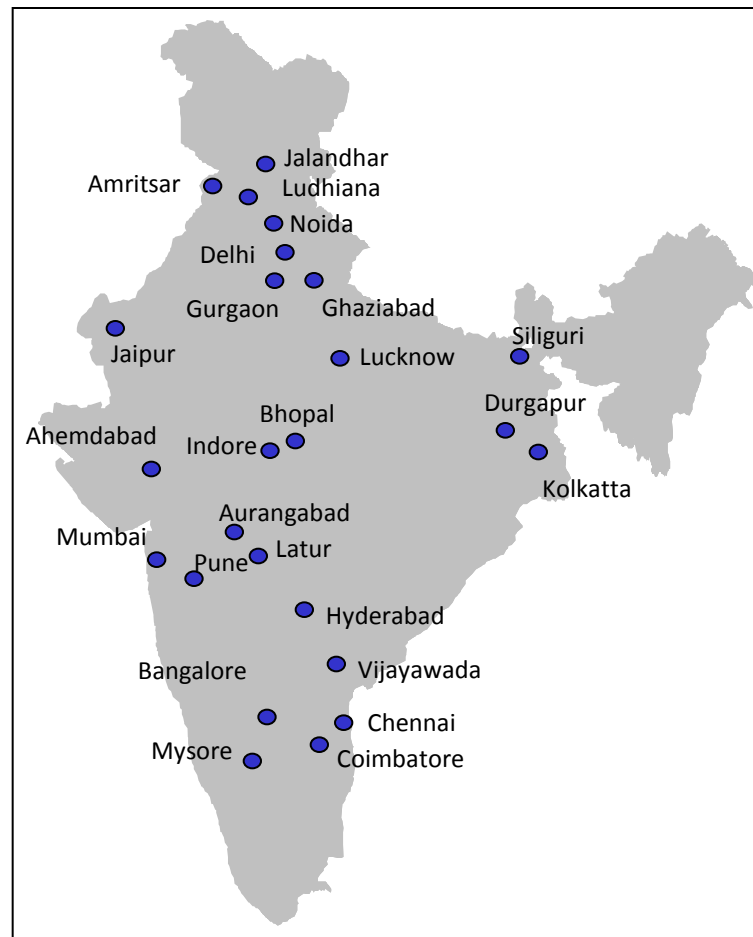 Jalandhar
Amritsar
Ludhiana
Noida
Delhi
Gurgaon
Ghaziabad
Siliguri
Jaipur
Lucknow
Durgapur
Bhopal
Ahemdabad
Indore
Kolkatta
Aurangabad
Mumbai
Latur
Pune
Hyderabad
Bangalore
Vijayawada
Chennai
Mysore
Coimbatore